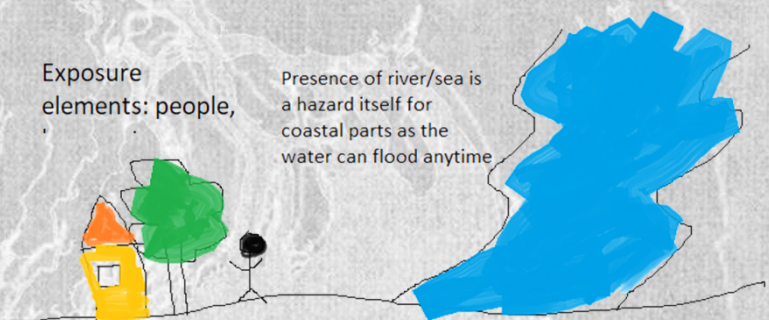 Exposure
elements: people,
Presence of river/sea is
a hazard itself for
coastal parts as the
water can flood anytime